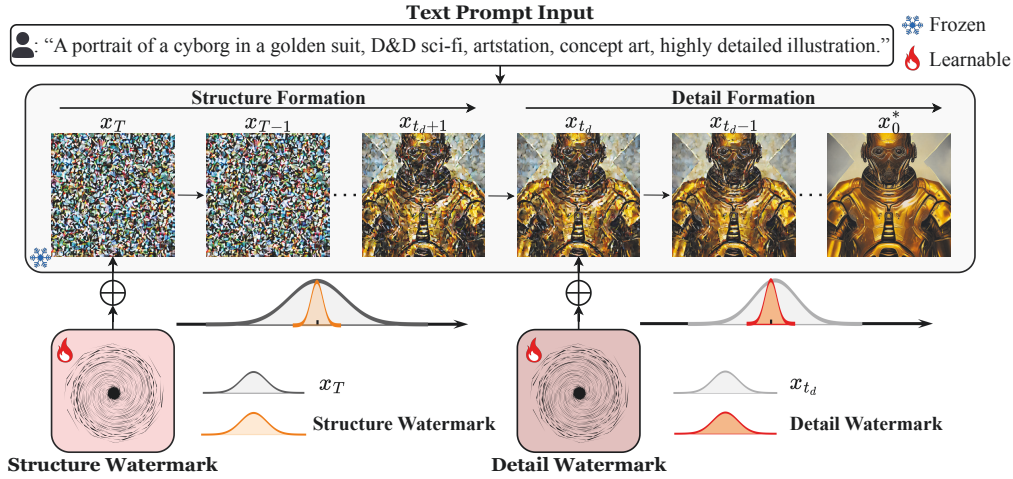 Text Prompt Input
: “A portrait of a cyborg in a golden suit, D&D sci-fi, artstation, concept art, highly detailed illustration.”
Frozen
Learnable
Structure Formation
Detail Formation
x_T
x_{T−1}
x_{t_d+1}
x_{t_d}
x_{t_d−1}
x_0^*
...
...
x_T
Structure Watermark
x_{t_d}
Detail Watermark
Structure Watermark
Detail Watermark